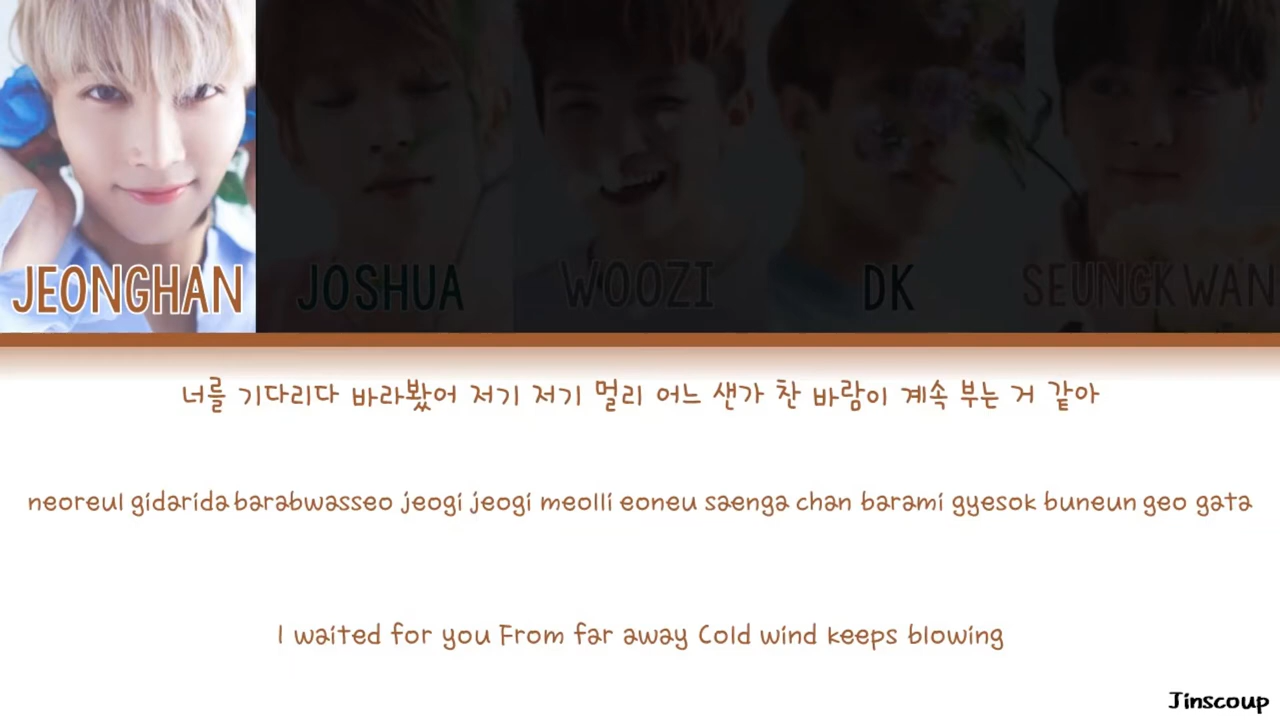 JEONGHAN JOSHUA WOOZI DK SEUNGKWAN
너를 기다리다 바라봤어 저기 저기 멀리 어느 샌가 찬 바람이 계속 부는 거 같아
neoreul gidarida barabwasseo jeogi jeogi meolli eoneu saenga chan barami gyesok buneun geo gata
I waited for you From far away Cold wind keeps blowing
Jinscoup